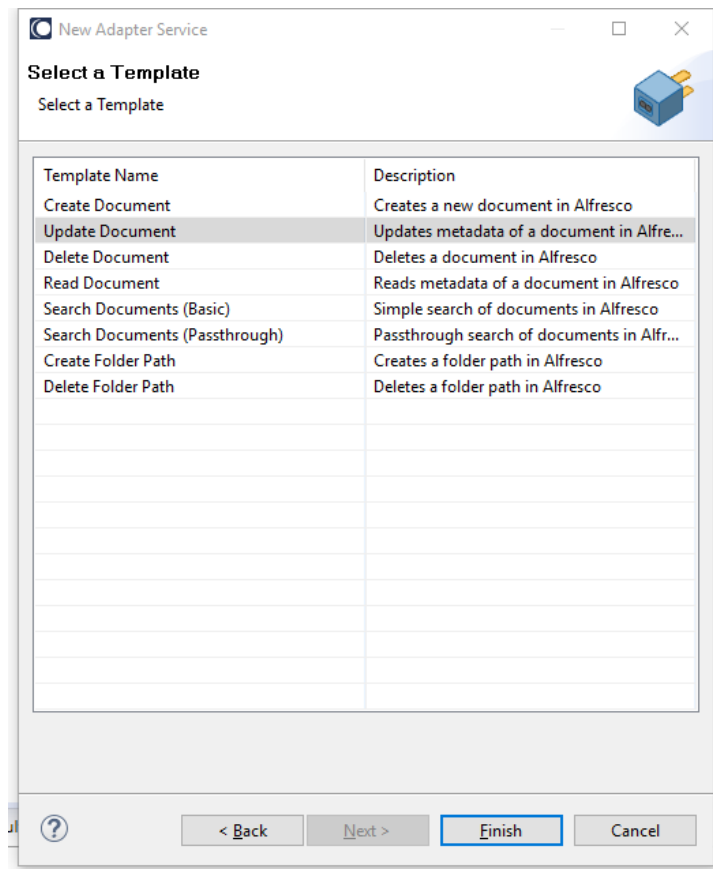 New Adapter Service
Select a Template
Select a Template
Template Name Description
Create Document Creates a new document in Alfresco
Update Document Updates metadata of a document in Alfre...
Delete Document Deletes a document in Alfresco
Read Document Reads metadata of a document in Alfresco
Search Documents (Basic) Simple search of documents in Alfresco
Search Documents (Passthrough) Passthrough search of documents in Alfr...
Create Folder Path Creates a folder path in Alfresco
Delete Folder Path Deletes a folder path in Alfresco
? < Back Next > Finish Cancel